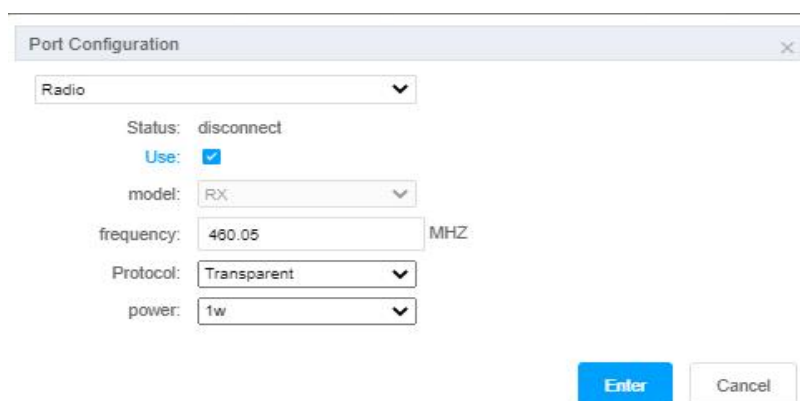 Port Configuration
Radio
Status: disconnect
Use:
model: RX
frequency: 460.05 MHZ
Protocol: Transparent
power: 1w
Enter Cancel